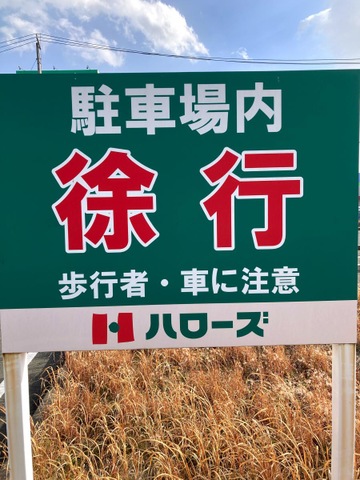 駐車場内
徐行
歩行者・車に注意
ハローズ